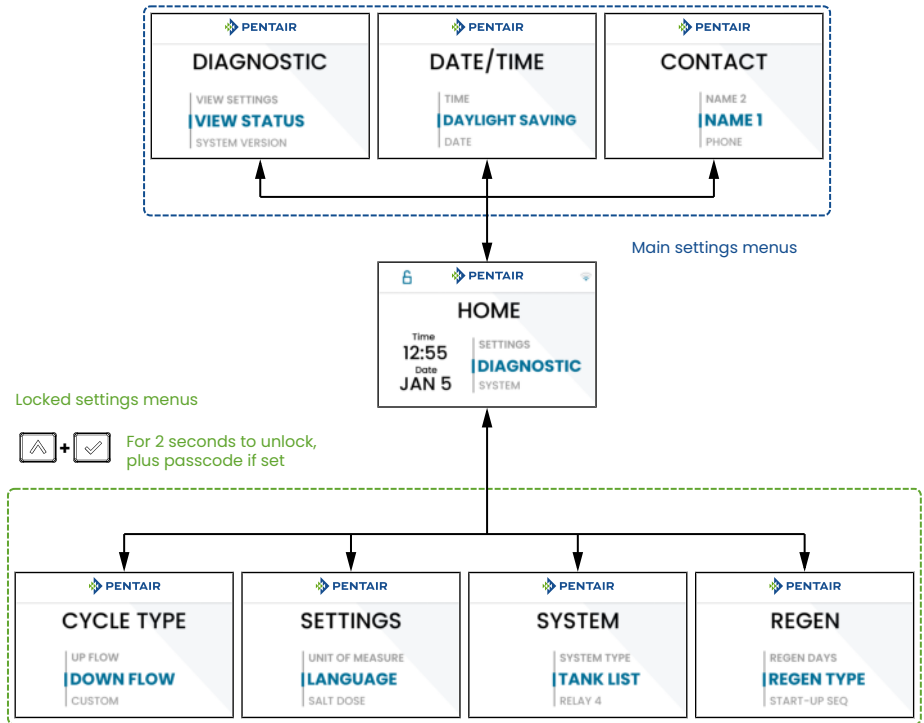 PENTAIR
DIAGNOSTIC
VIEW SETTINGS
VIEW STATUS
SYSTEM VERSION
PENTAIR
DATE/TIME
TIME
DAYLIGHT SAVING
DATE
PENTAIR
CONTACT
NAME 2
NAME 1
PHONE
Main settings menus
PENTAIR
HOME
Time
12:55
Date
JAN 5
SETTINGS
DIAGNOSTIC
SYSTEM
Locked settings menus
+
For 2 seconds to unlock,
plus passcode if set
PENTAIR
CYCLE TYPE
UP FLOW
DOWN FLOW
CUSTOM
PENTAIR
SETTINGS
UNIT OF MEASURE
LANGUAGE
SALT DOSE
PENTAIR
SYSTEM
SYSTEM TYPE
TANK LIST
RELAY 4
PENTAIR
REGEN
REGEN DAYS
REGEN TYPE
START-UP SEQ